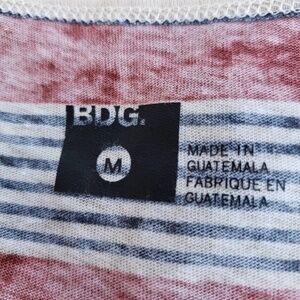 BDG.
M
MADE IN
GUATEMALA
FABRIQUE EN
GUATEMALA